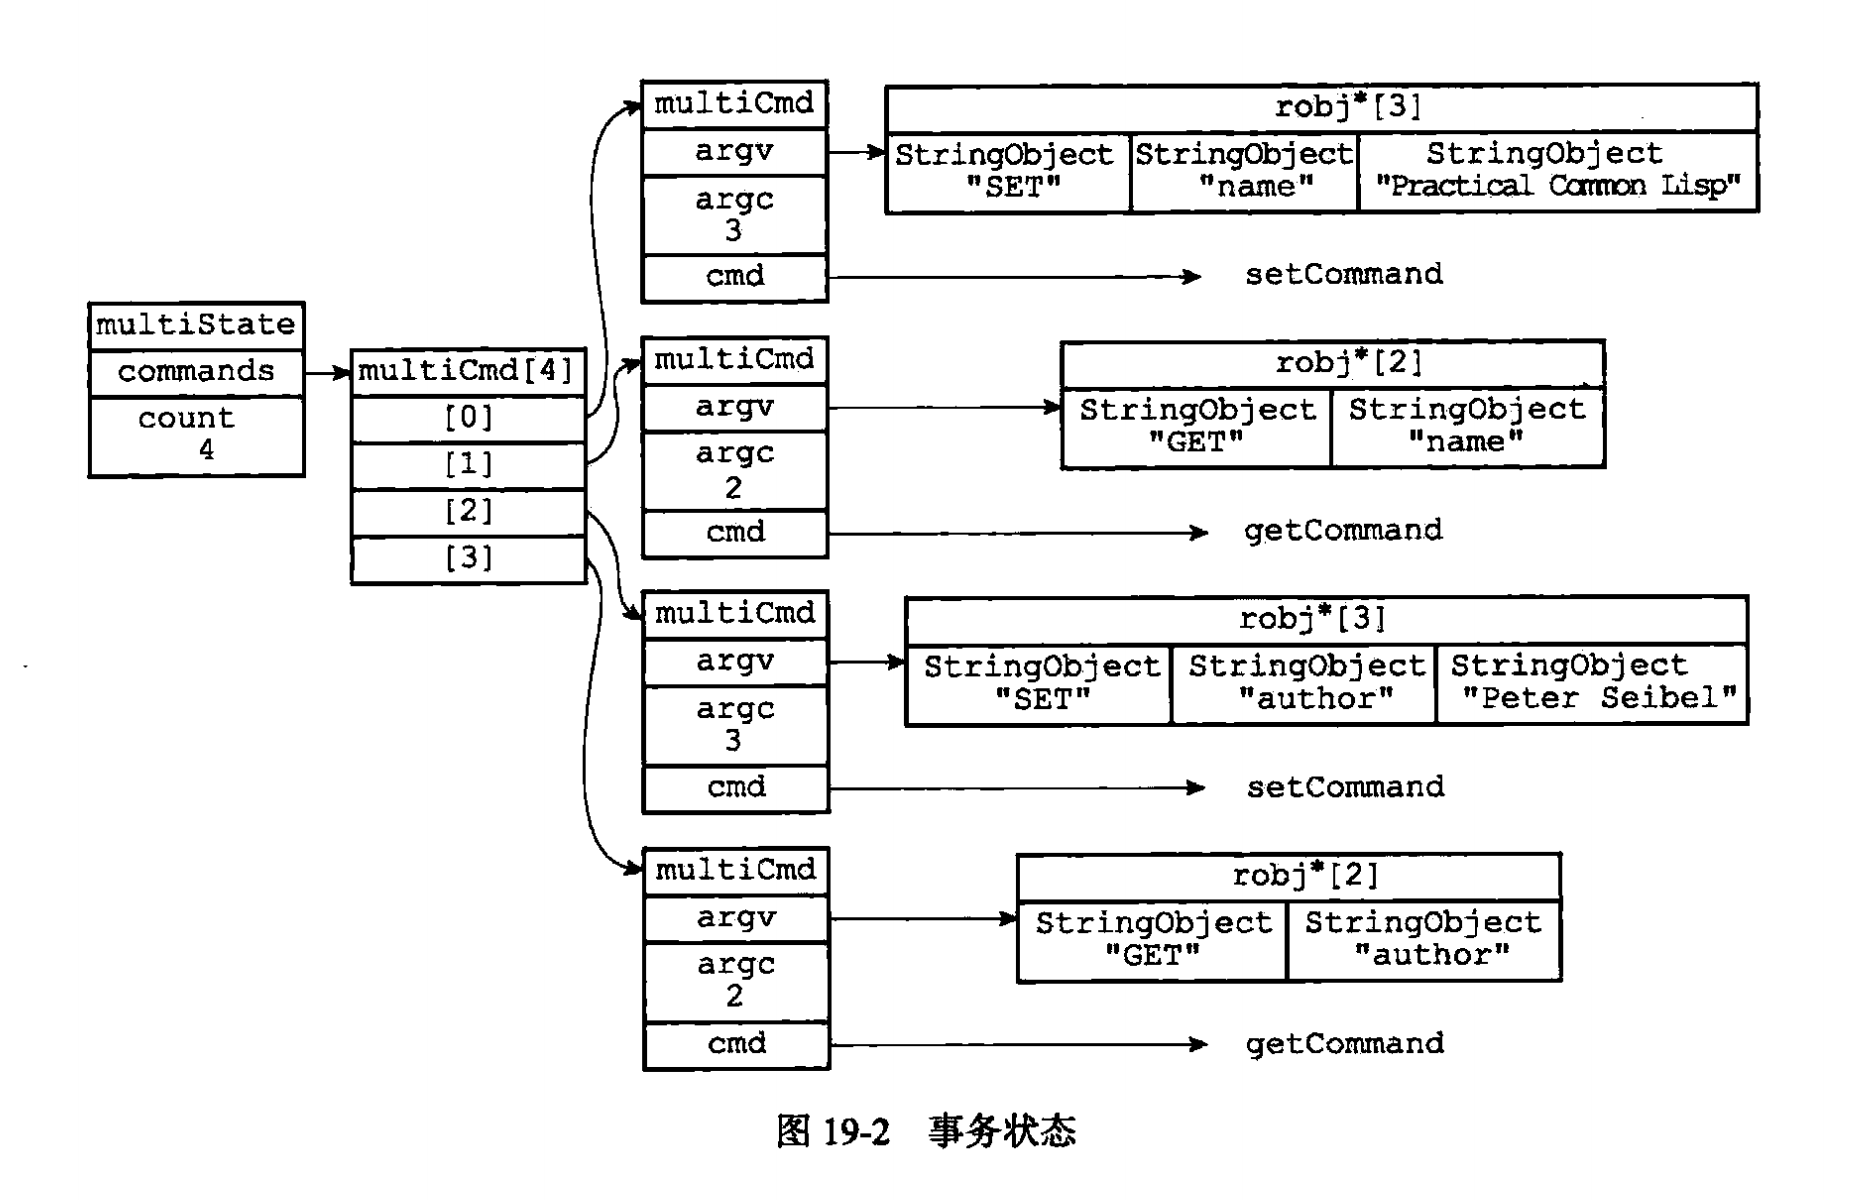 multiState
commands
count
4
multiCmd[4]
[0]
[1]
[2]
[3]
multiCmd
argv
argc
3
cmd
robj*[3]
StringObject "SET"
StringObject "name"
StringObject "Practical Common Lisp"
setCommand
multiCmd
argv
argc
2
cmd
robj*[2]
StringObject "GET"
StringObject "name"
getCommand
multiCmd
argv
argc
3
cmd
robj*[3]
StringObject "SET"
StringObject "author"
StringObject "Peter Seibel"
setCommand
multiCmd
argv
argc
2
cmd
robj*[2]
StringObject "GET"
StringObject "author"
getCommand
图 19-2 事务状态